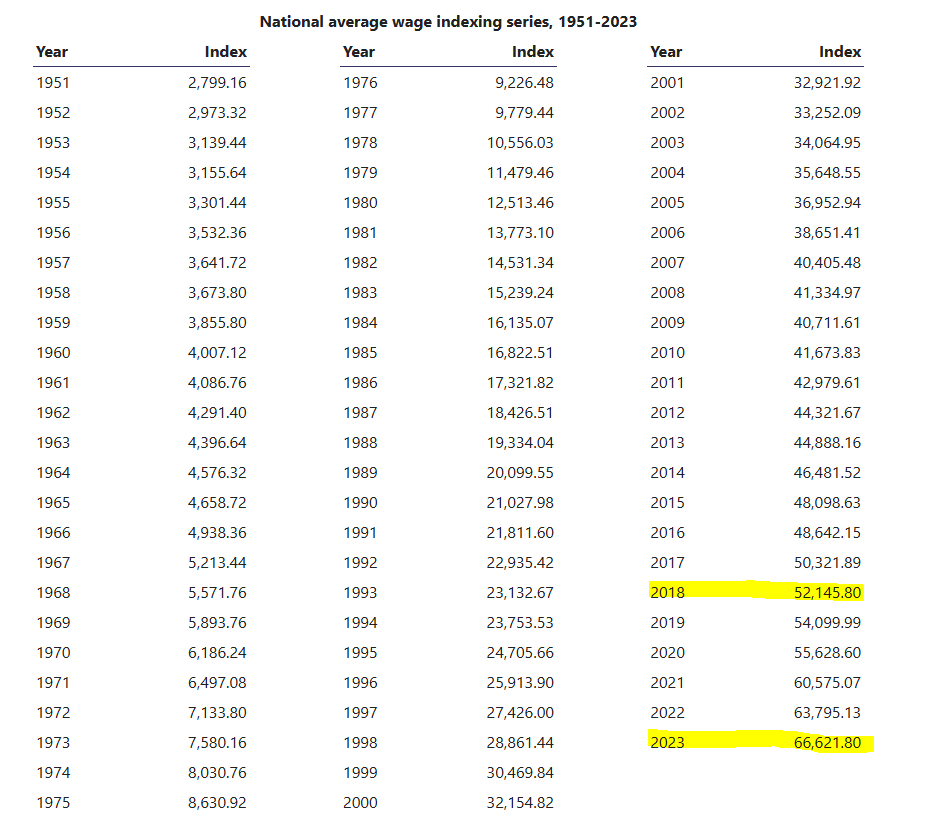 National average wage indexing series, 1951-2023
Year Index Year Index Year Index
1951 2,799.16 1976 9,226.48 2001 32,921.92
1952 2,973.32 1977 9,779.44 2002 33,252.09
1953 3,139.44 1978 10,556.03 2003 34,064.95
1954 3,155.64 1979 11,479.46 2004 35,648.55
1955 3,301.44 1980 12,513.46 2005 36,952.94
1956 3,532.36 1981 13,773.10 2006 38,651.41
1957 3,641.72 1982 14,531.34 2007 40,405.48
1958 3,673.80 1983 15,239.24 2008 41,334.97
1959 3,855.80 1984 16,135.07 2009 40,711.61
1960 4,007.12 1985 16,822.51 2010 41,673.83
1961 4,086.76 1986 17,321.82 2011 42,979.61
1962 4,291.40 1987 18,426.51 2012 44,321.67
1963 4,396.64 1988 19,334.04 2013 44,888.16
1964 4,576.32 1989 20,099.55 2014 46,481.52
1965 4,658.72 1990 21,027.98 2015 48,098.63
1966 4,938.36 1991 21,811.60 2016 48,642.15
1967 5,213.44 1992 22,935.42 2017 50,321.89
1968 5,571.76 1993 23,132.67 2018 52,145.80
1969 5,893.76 1994 23,753.53 2019 54,099.99
1970 6,186.24 1995 24,705.66 2020 55,628.60
1971 6,497.08 1996 25,913.90 2021 60,575.07
1972 7,133.80 1997 27,426.00 2022 63,795.13
1973 7,580.16 1998 28,861.44 2023 66,621.80
1974 8,030.76 1999 30,469.84
1975 8,630.92 2000 32,154.82